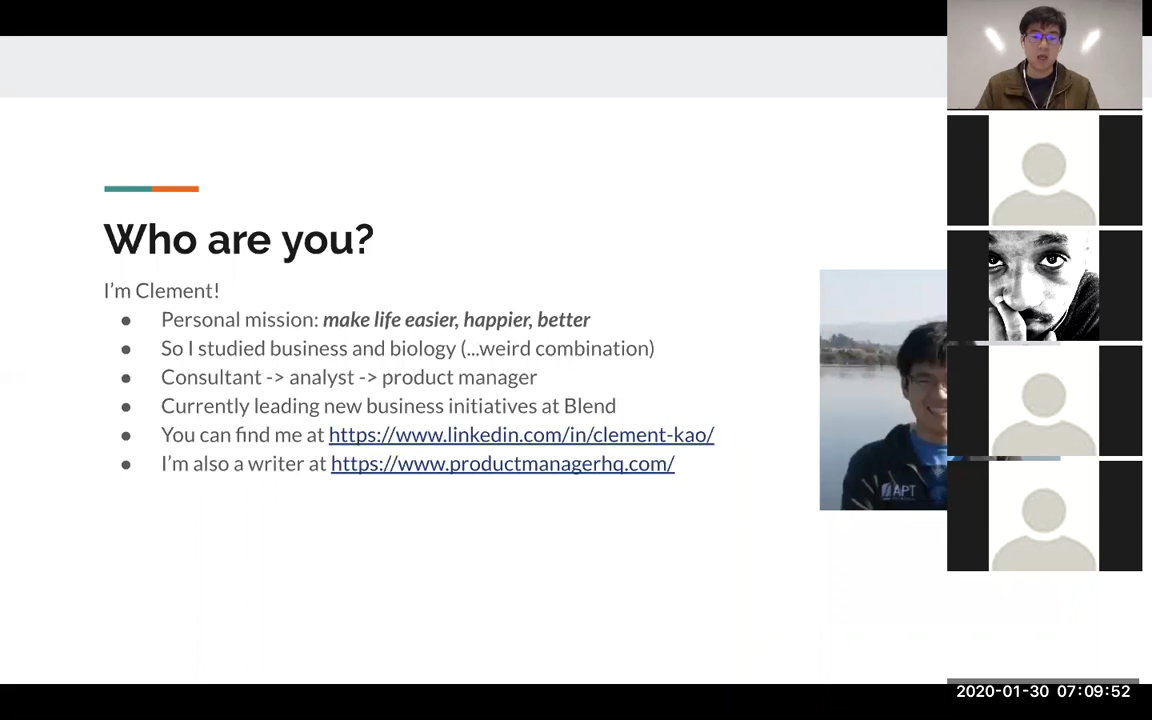 Who are you?
I'm Clement!
● Personal mission: make life easier, happier, better
● So I studied business and biology (...weird combination)
● Consultant -> analyst -> product manager
● Currently leading new business initiatives at Blend
● You can find me at https://www.linkedin.com/in/clement-kao/
● I'm also a writer at https://www.productmanagerhq.com/
APT
2020-01-30 07:09:52